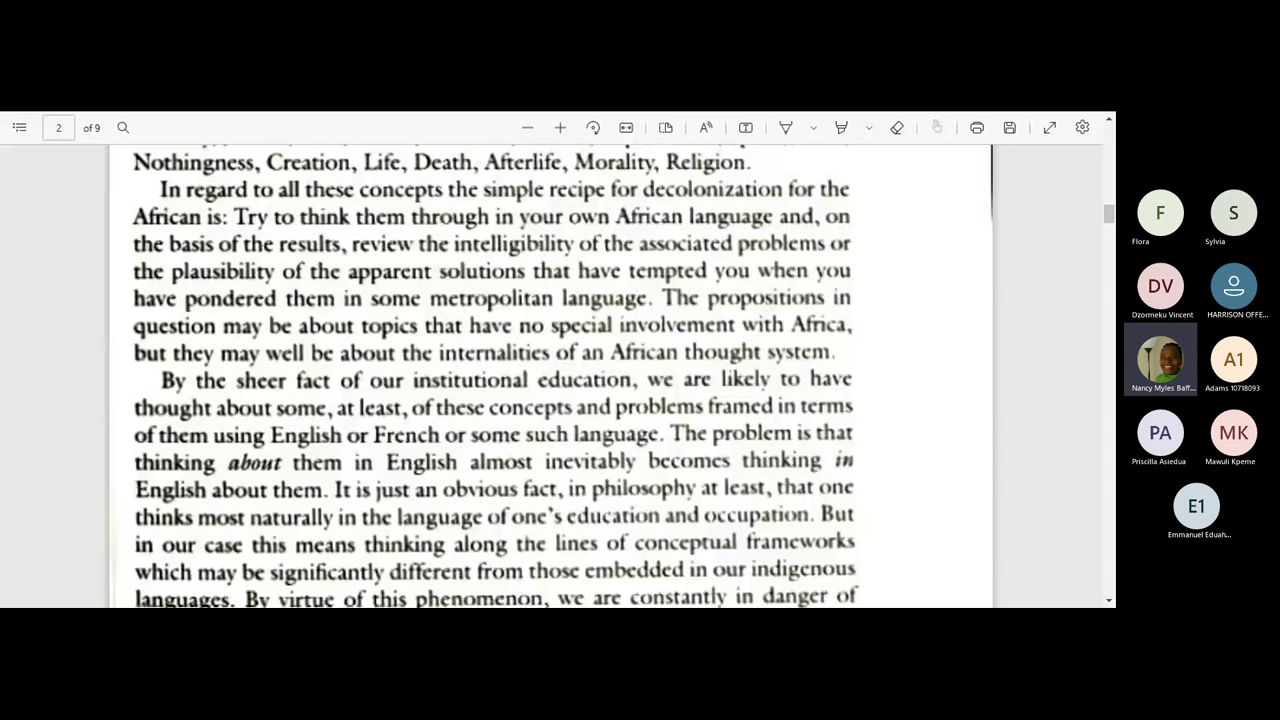 2
of 9
Nothingness, Creation, Life, Death, Afterlife, Morality, Religion.
In regard to all these concepts the simple recipe for decolonization for the
African is: Try to think them through in your own African language and, on
the basis of the results, review the intelligibility of the associated problems or
the plausibility of the apparent solutions that have tempted you when you
have pondered them in some metropolitan language. The propositions in
question may be about topics that have no special involvement with Africa,
but they may well be about the internalities of an African thought system.
By the sheer fact of our institutional education, we are likely to have
thought about some, at least, of these concepts and problems framed in terms
of them using English or French or some such language. The problem is that
thinking about them in English almost inevitably becomes thinking in
English about them. It is just an obvious fact, in philosophy at least, that one
thinks most naturally in the language of one's education and occupation. But
in our case this means thinking along the lines of conceptual frameworks
which may be significantly different from those embedded in our indigenous
languages. By virtue of this phenomenon, we are constantly in danger of
F
Flora
S
Sylvia
DV
Dzormeku Vincent
HARRISON OFFE...
Nancy Myles Baff...
A1
Adams 10718093
PA
Priscilla Asiedua
MK
Mawuli Kpeme
E1
Emmanuel Eduah...